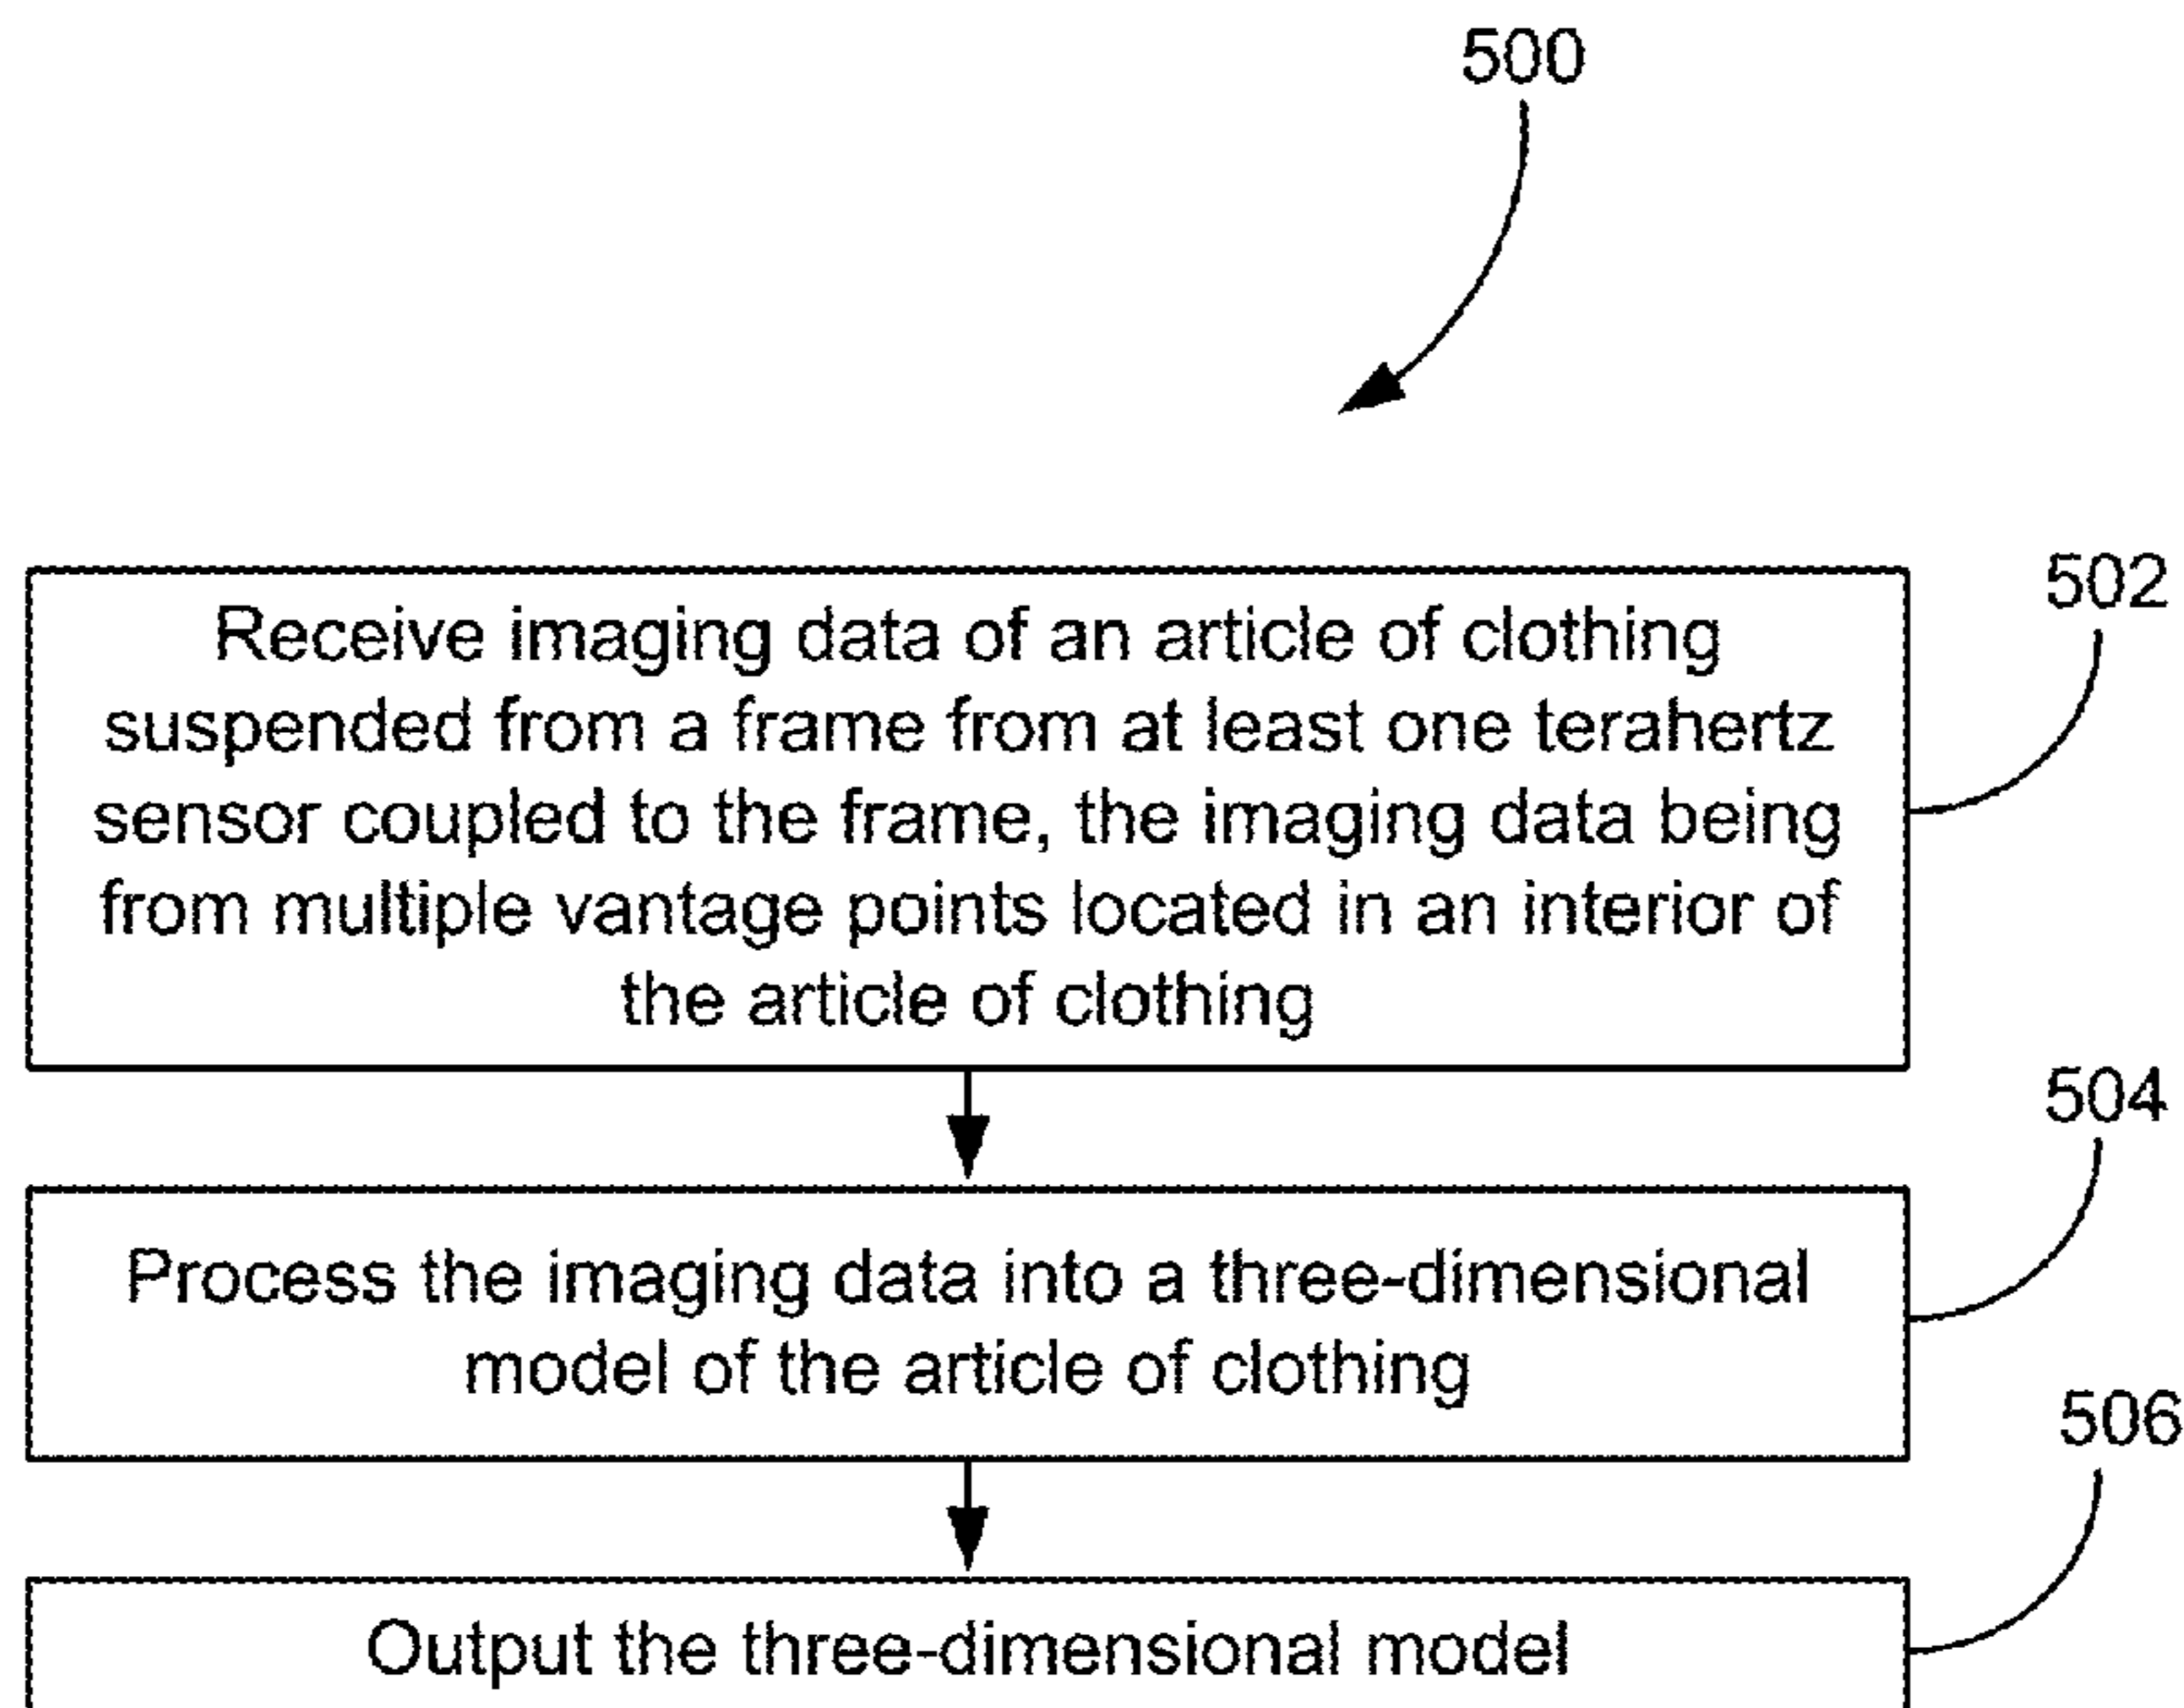 500
502
Receive imaging data of an article of clothing
suspended from a frame from at least one terahertz
sensor coupled to the frame, the imaging data being
from multiple vantage points located in an interior of
the article of clothing
504
Process the imaging data into a three-dimensional
model of the article of clothing
506
Output the three-dimensional model